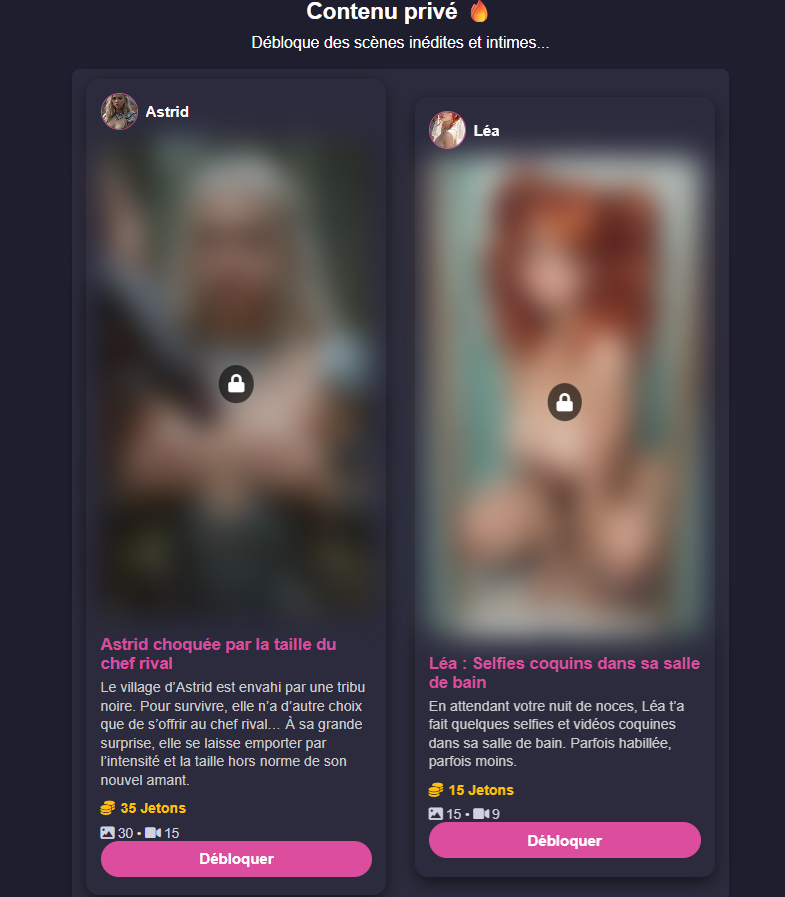 Contenu privé 🔥
Débloque des scènes inédites et intimes...
Astrid
Astrid choquée par la taille du
chef rival
Le village d’Astrid est envahi par une tribu
noire. Pour survivre, elle n’a d’autre choix
que de s’offrir au chef rival… À sa grande
surprise, elle se laisse emporter par
l’intensité et la taille hors norme de son
nouvel amant.
35 Jetons
30 • 15
Débloquer
Léa
Léa : Selfies coquins dans sa salle
de bain
En attendant votre nuit de noces, Léa t’a
fait quelques selfies et vidéos coquines
dans sa salle de bain. Parfois habillée,
parfois moins.
15 Jetons
15 • 9
Débloquer